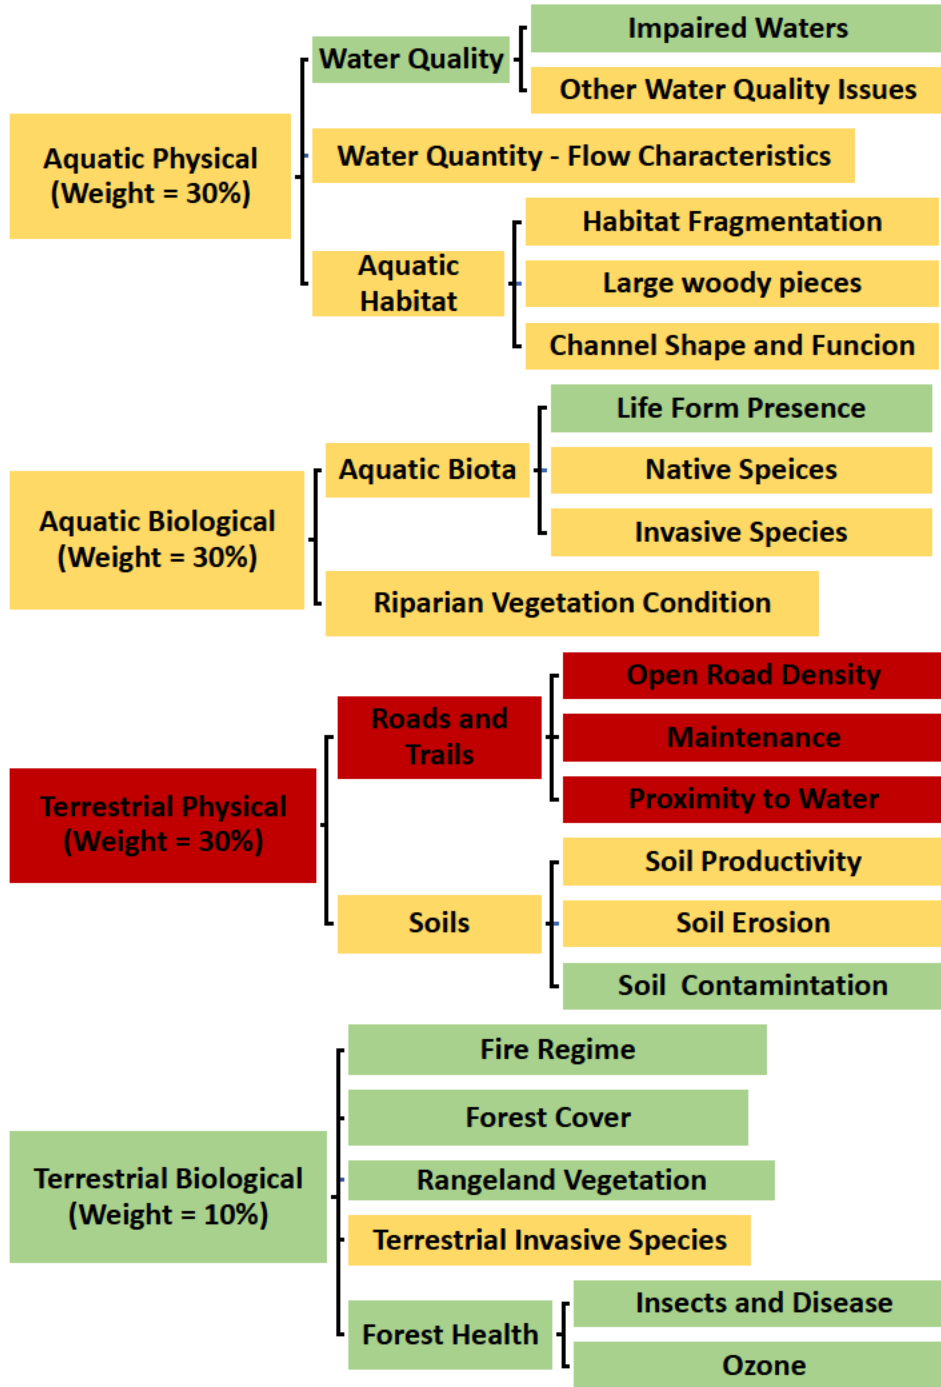 Impaired Waters
Water Quality
Other Water Quality Issues
Aquatic Physical
(Weight = 30%)
Water Quantity - Flow Characteristics
Habitat Fragmentation
Aquatic
Habitat
Large woody pieces
Channel Shape and Funcion
Life Form Presence
Aquatic Biota
Native Speices
Aquatic Biological
(Weight = 30%)
Invasive Species
Riparian Vegetation Condition
Open Road Density
Roads and
Trails
Maintenance
Terrestrial Physical
(Weight = 30%)
Proximity to Water
Soil Productivity
Soils
Soil Erosion
Soil Contamintation
Fire Regime
Forest Cover
Terrestrial Biological
(Weight = 10%)
Rangeland Vegetation
Terrestrial Invasive Species
Insects and Disease
Forest Health
Ozone